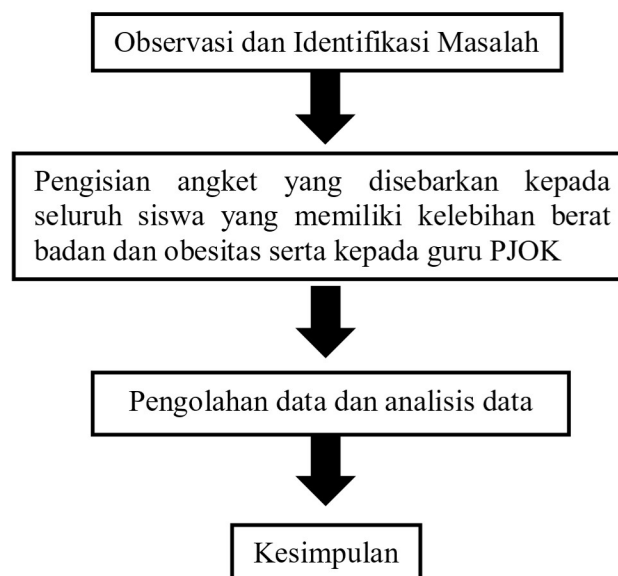 Observasi dan Identifikasi Masalah
Pengisian angket yang disebarkan kepada
seluruh siswa yang memiliki kelebihan berat
badan dan obesitas serta kepada guru PJOK
Pengolahan data dan analisis data
Kesimpulan